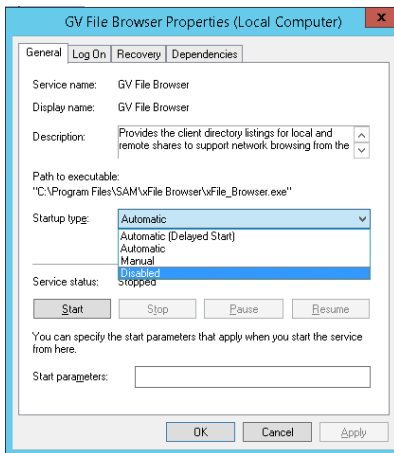 GV File Browser Properties (Local Computer)
x
General Log On Recovery Dependencies
Service name: GV File Browser
Display name: GV File Browser
Description: Provides the client directory listings for local and
remote shares to support network browsing from the
Path to executable:
"C:\Program Files\SAM\xFile Browser\xFile_Browser.exe"
Startup type: Automatic
Automatic (Delayed Start)
Automatic
Manual
Disabled
Service status: Stopped
Start Stop Pause Resume
You can specify the start parameters that apply when you start the service
from here.
Start parameters:
OK Cancel Apply